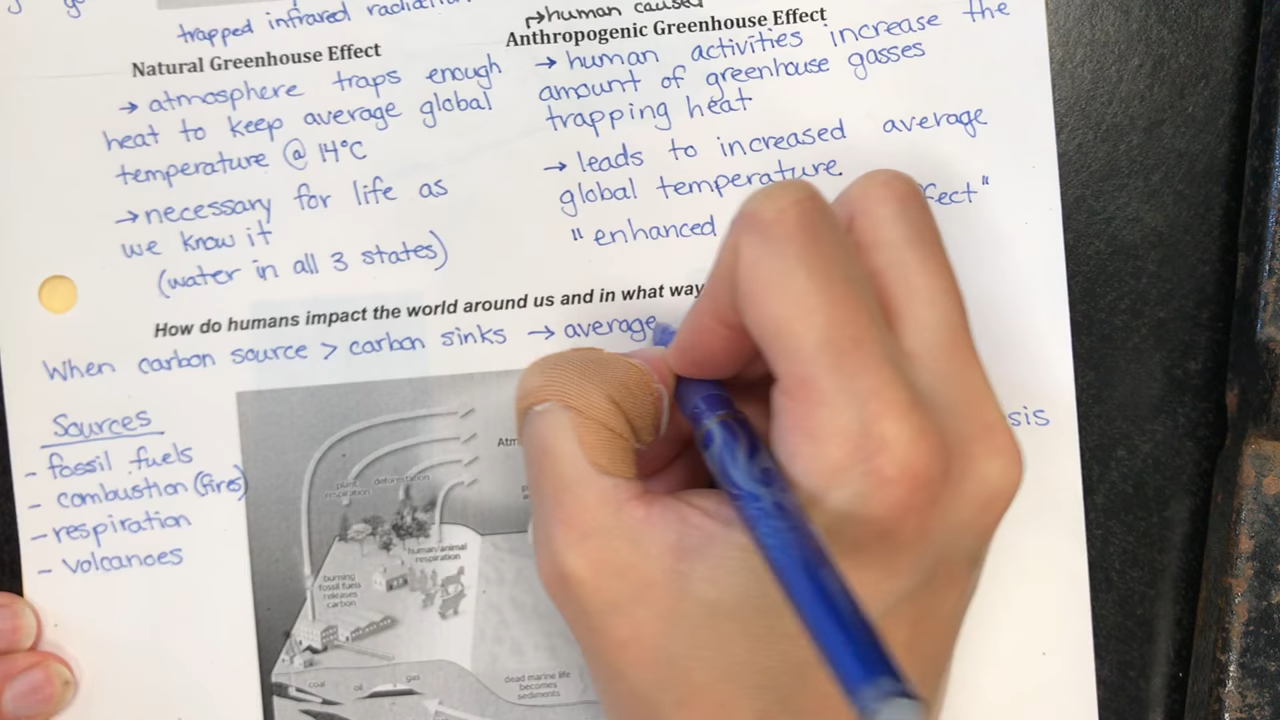 trapped infrared
human caused
Natural Greenhouse Effect
→ atmosphere traps enough
heat to keep average global
temperature @ 14°C
→ necessary for life as
we know it
(water in all 3 states)
Anthropogenic Greenhouse Effect
→ human activities increase the
amount of greenhouse gasses
trapping heat
→ leads to increased average
global temperature.
"enhanced
How do humans impact the world around us and in what way
When carbon source > carbon sinks → average
Sources
- fossil fuels
- combustion (fires)
- respiration
- volcanoes
sis
Atm
plant
respiration
deforestation
human/animal
respiration
burning
fossil fuels
releases
carbon
coal
oil
gas
dead marine life
becomes
sediments